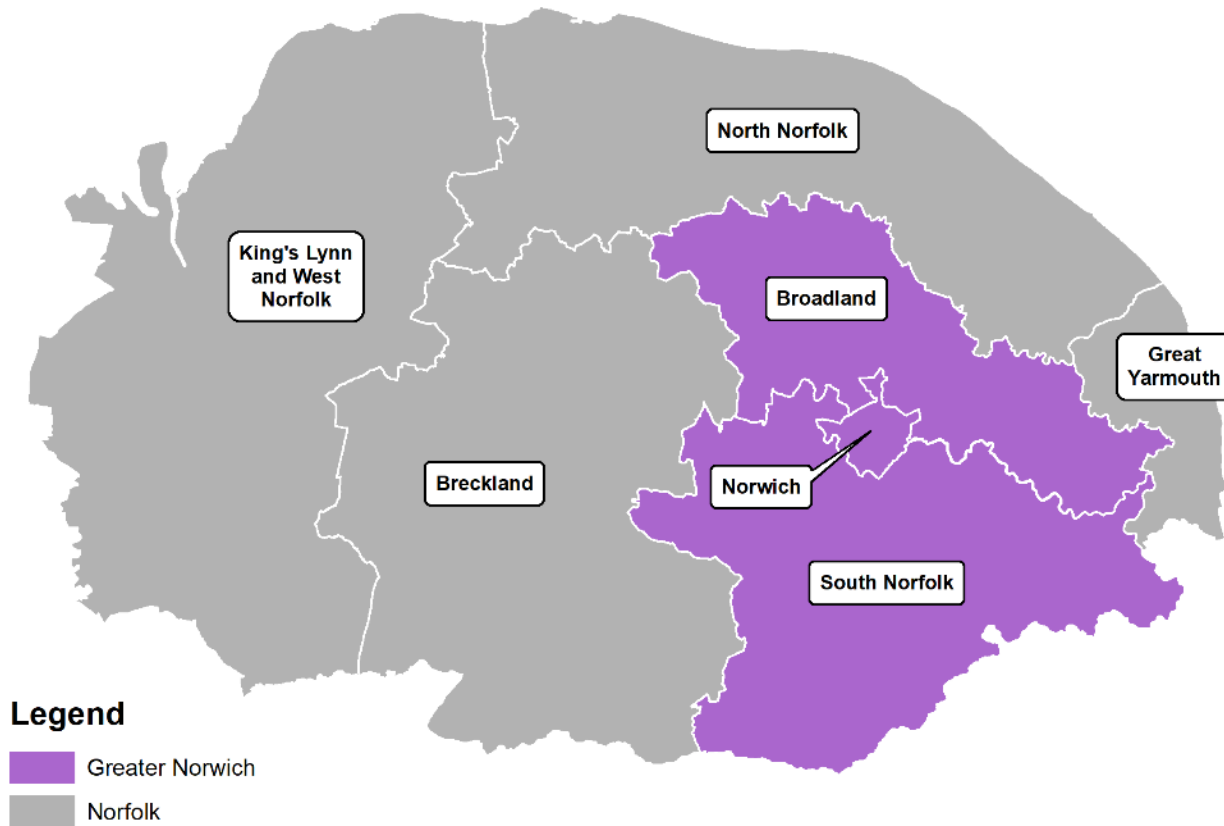 North Norfolk
King's Lynn
and West
Norfolk
Broadland
Great
Yarmouth
Breckland
Norwich
South Norfolk
Legend
Greater Norwich
Norfolk